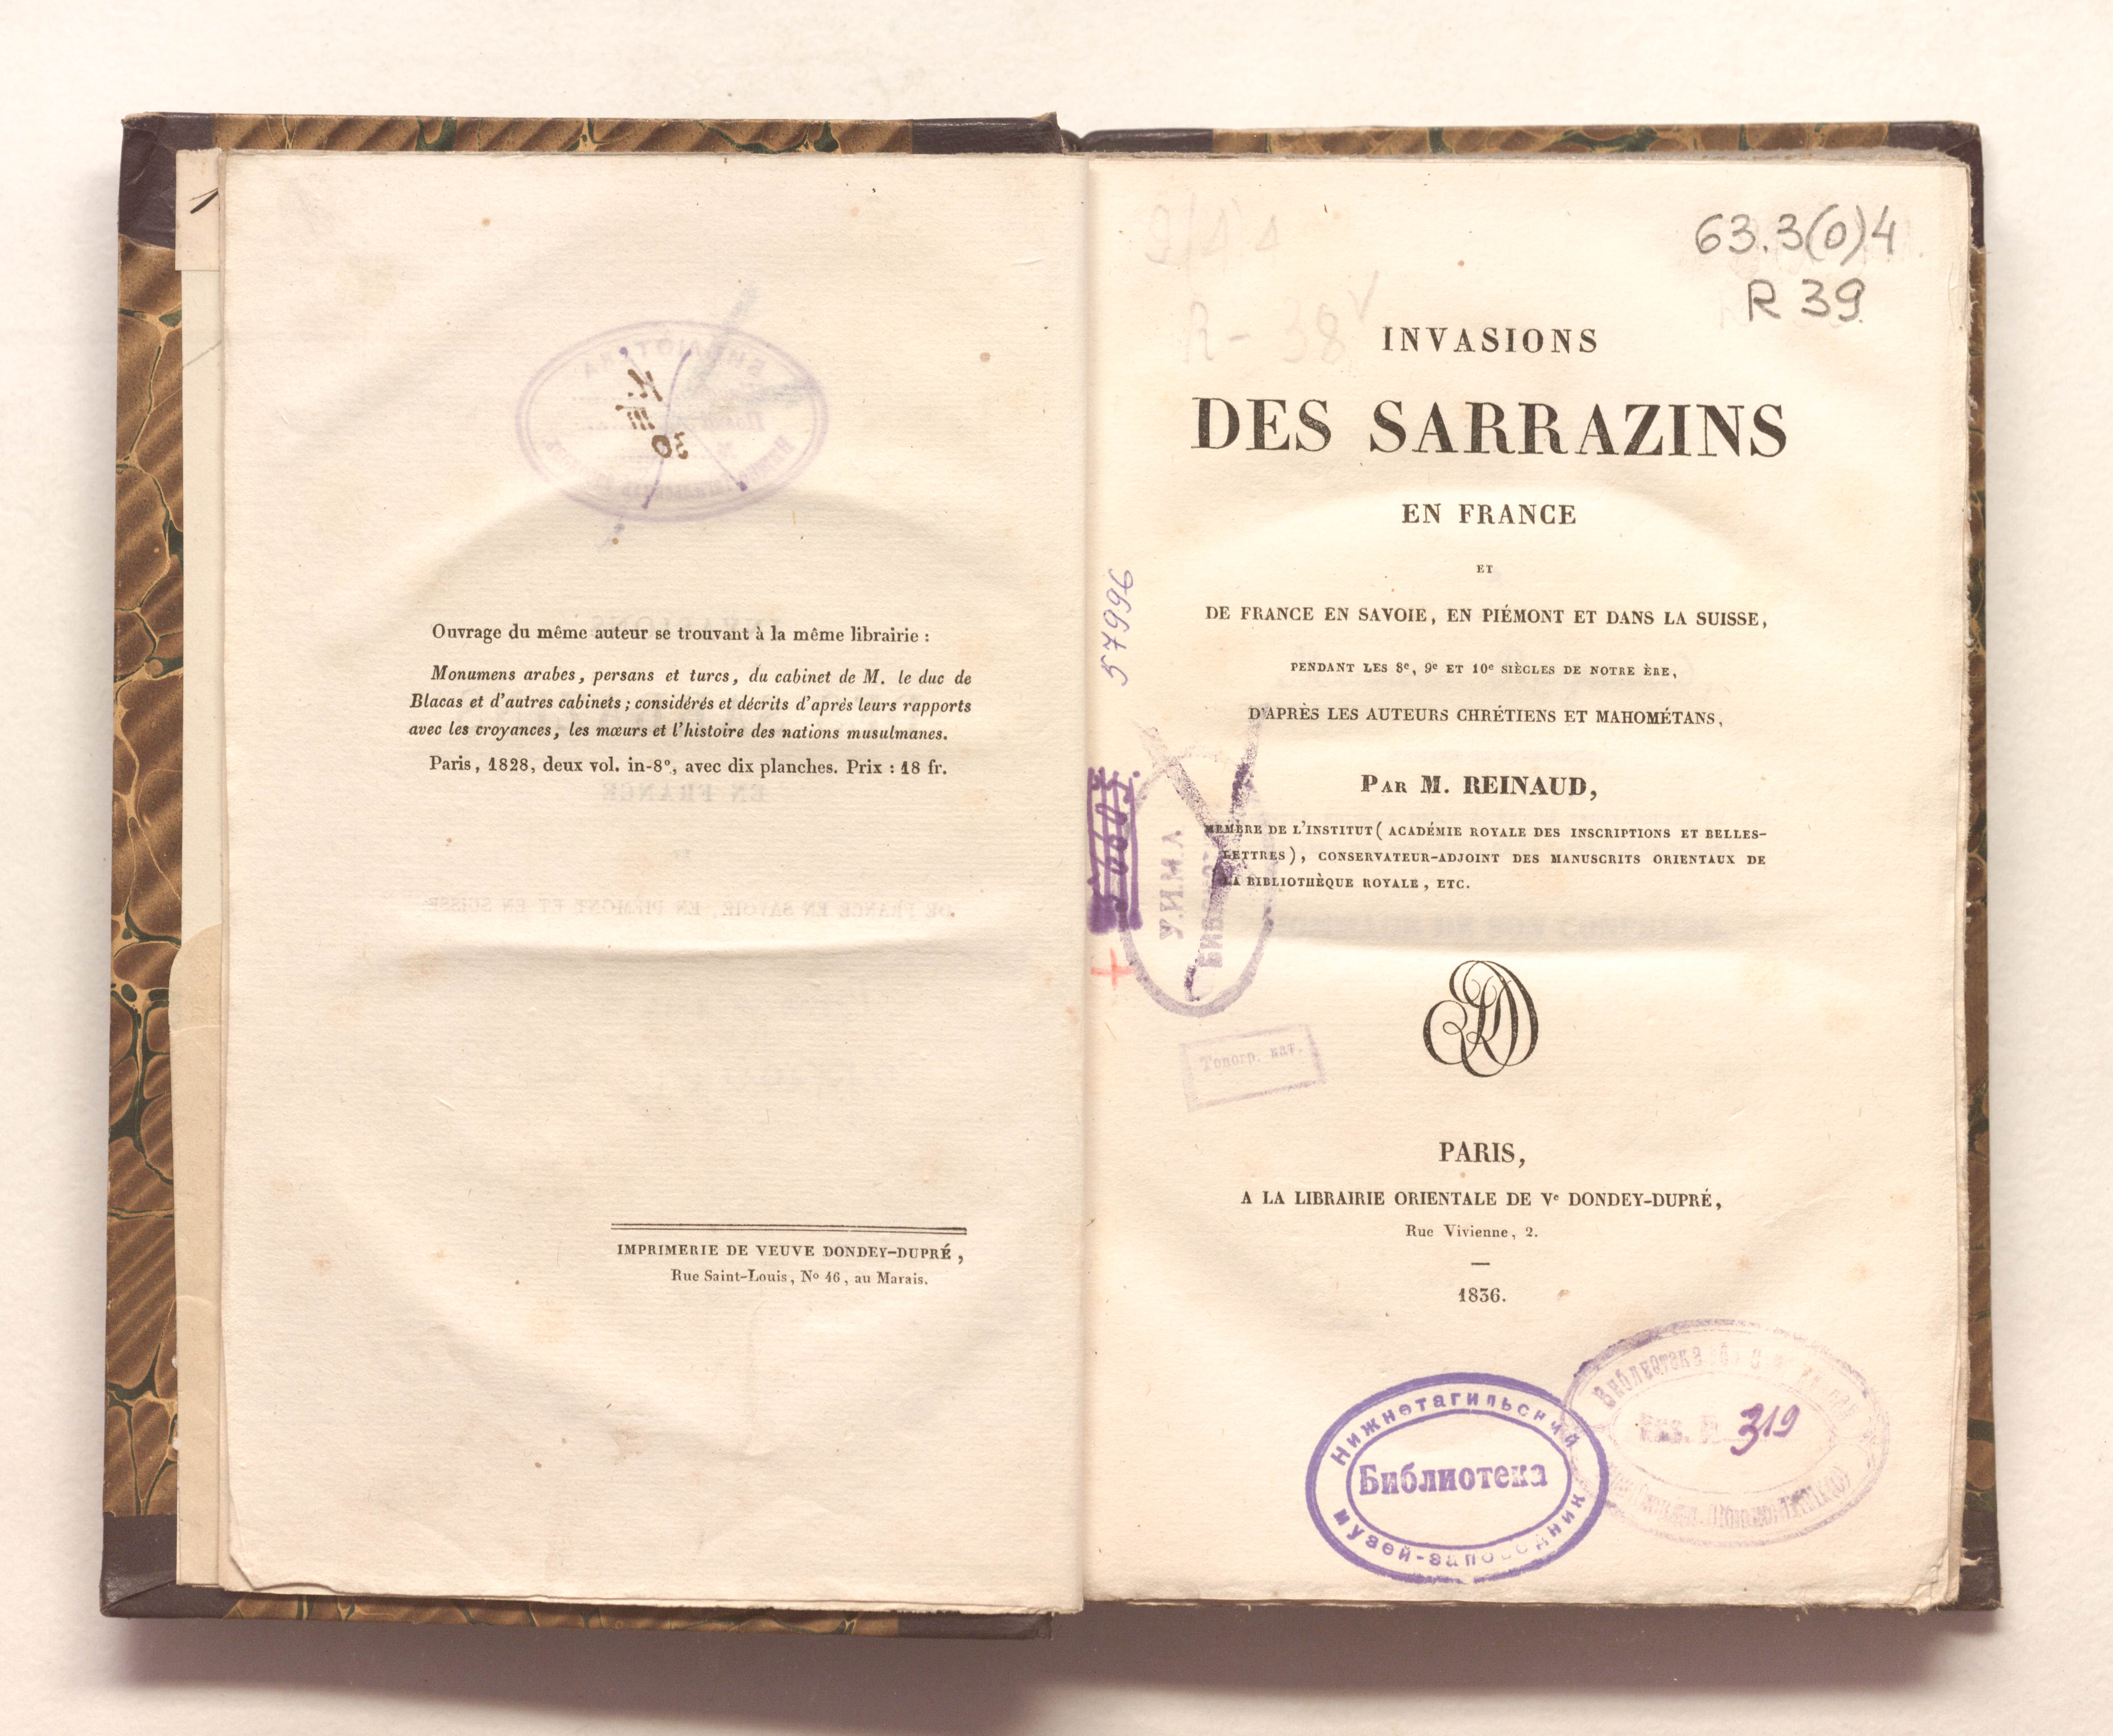 Ouvrage du même auteur se trouvant à la même librairie :
Monumens arabes, persans et turcs, du cabinet de M. le duc de
Blacas et d'autres cabinets ; considérés et décrits d'après leurs rapports
avec les croyances, les mœurs et l'histoire des nations musulmanes.
Paris, 1828, deux vol. in-8º, avec dix planches. Prix : 18 fr.
IMPRIMERIE DE VEUVE DONDEY-DUPRÉ,
Rue Saint-Louis, Nº 46, au Marais.
63.3(0)4
R 39
R-38
INVASIONS
DES SARRAZINS
EN FRANCE
ET
DE FRANCE EN SAVOIE, EN PIÉMONT ET DANS LA SUISSE,
PENDANT LES 8e, 9e ET 10e SIÈCLES DE NOTRE ÈRE,
D'APRÈS LES AUTEURS CHRÉTIENS ET MAHOMÉTANS,
PAR M. REINAUD,
MEMBRE DE L'INSTITUT (ACADÉMIE ROYALE DES INSCRIPTIONS ET BELLES-
LETTRES), CONSERVATEUR-ADJOINT DES MANUSCRITS ORIENTAUX DE
LA BIBLIOTHÈQUE ROYALE, ETC.
57996
Топогр. кат.
PARIS,
A LA LIBRAIRIE ORIENTALE DE Ve DONDEY-DUPRÉ,
Rue Vivienne, 2.
1836.
Нижнетагильский
Библиотека
музей-заповедник
Библиотека
319